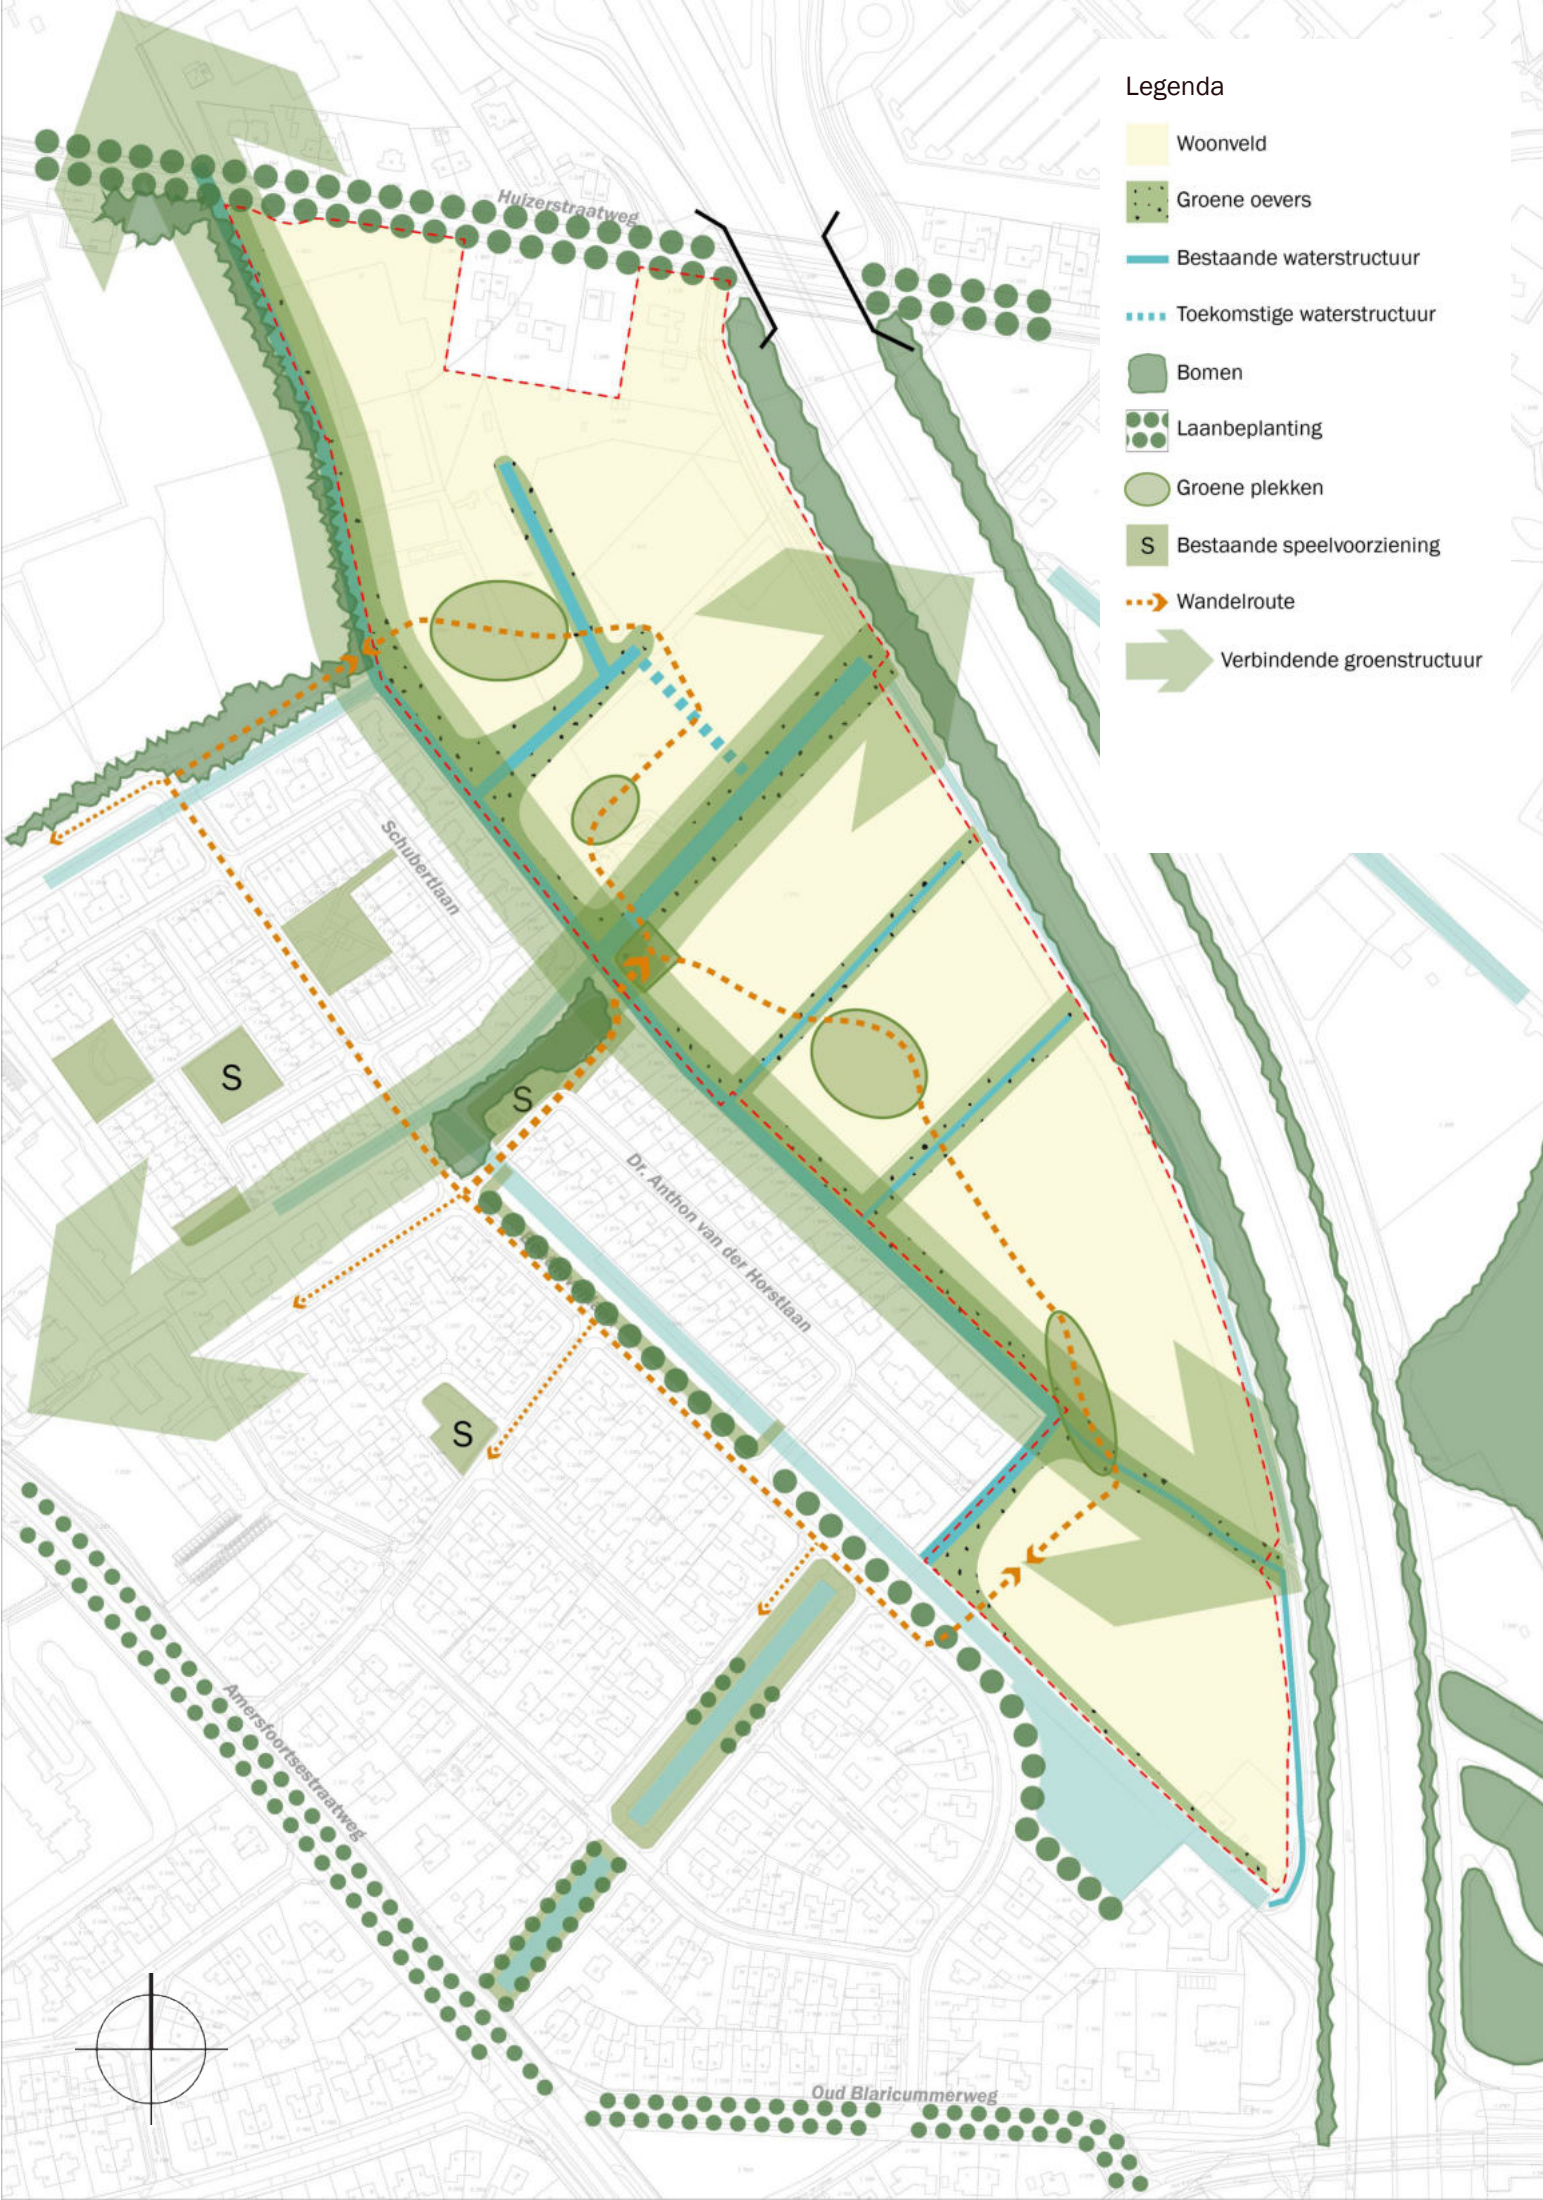 Legenda
Woonveld
Groene oevers
Bestaande waterstructuur
Toekomstige waterstructuur
Bomen
Laanbeplanting
Groene plekken
S Bestaande speelvoorziening
Wandelroute
Verbindende groenstructuur
Huizerstraatweg
Schubertlaan
S
S
Dr. Anthon van der Horstlaan
S
Amersfoortsestraatweg
Oud Blaricummerweg